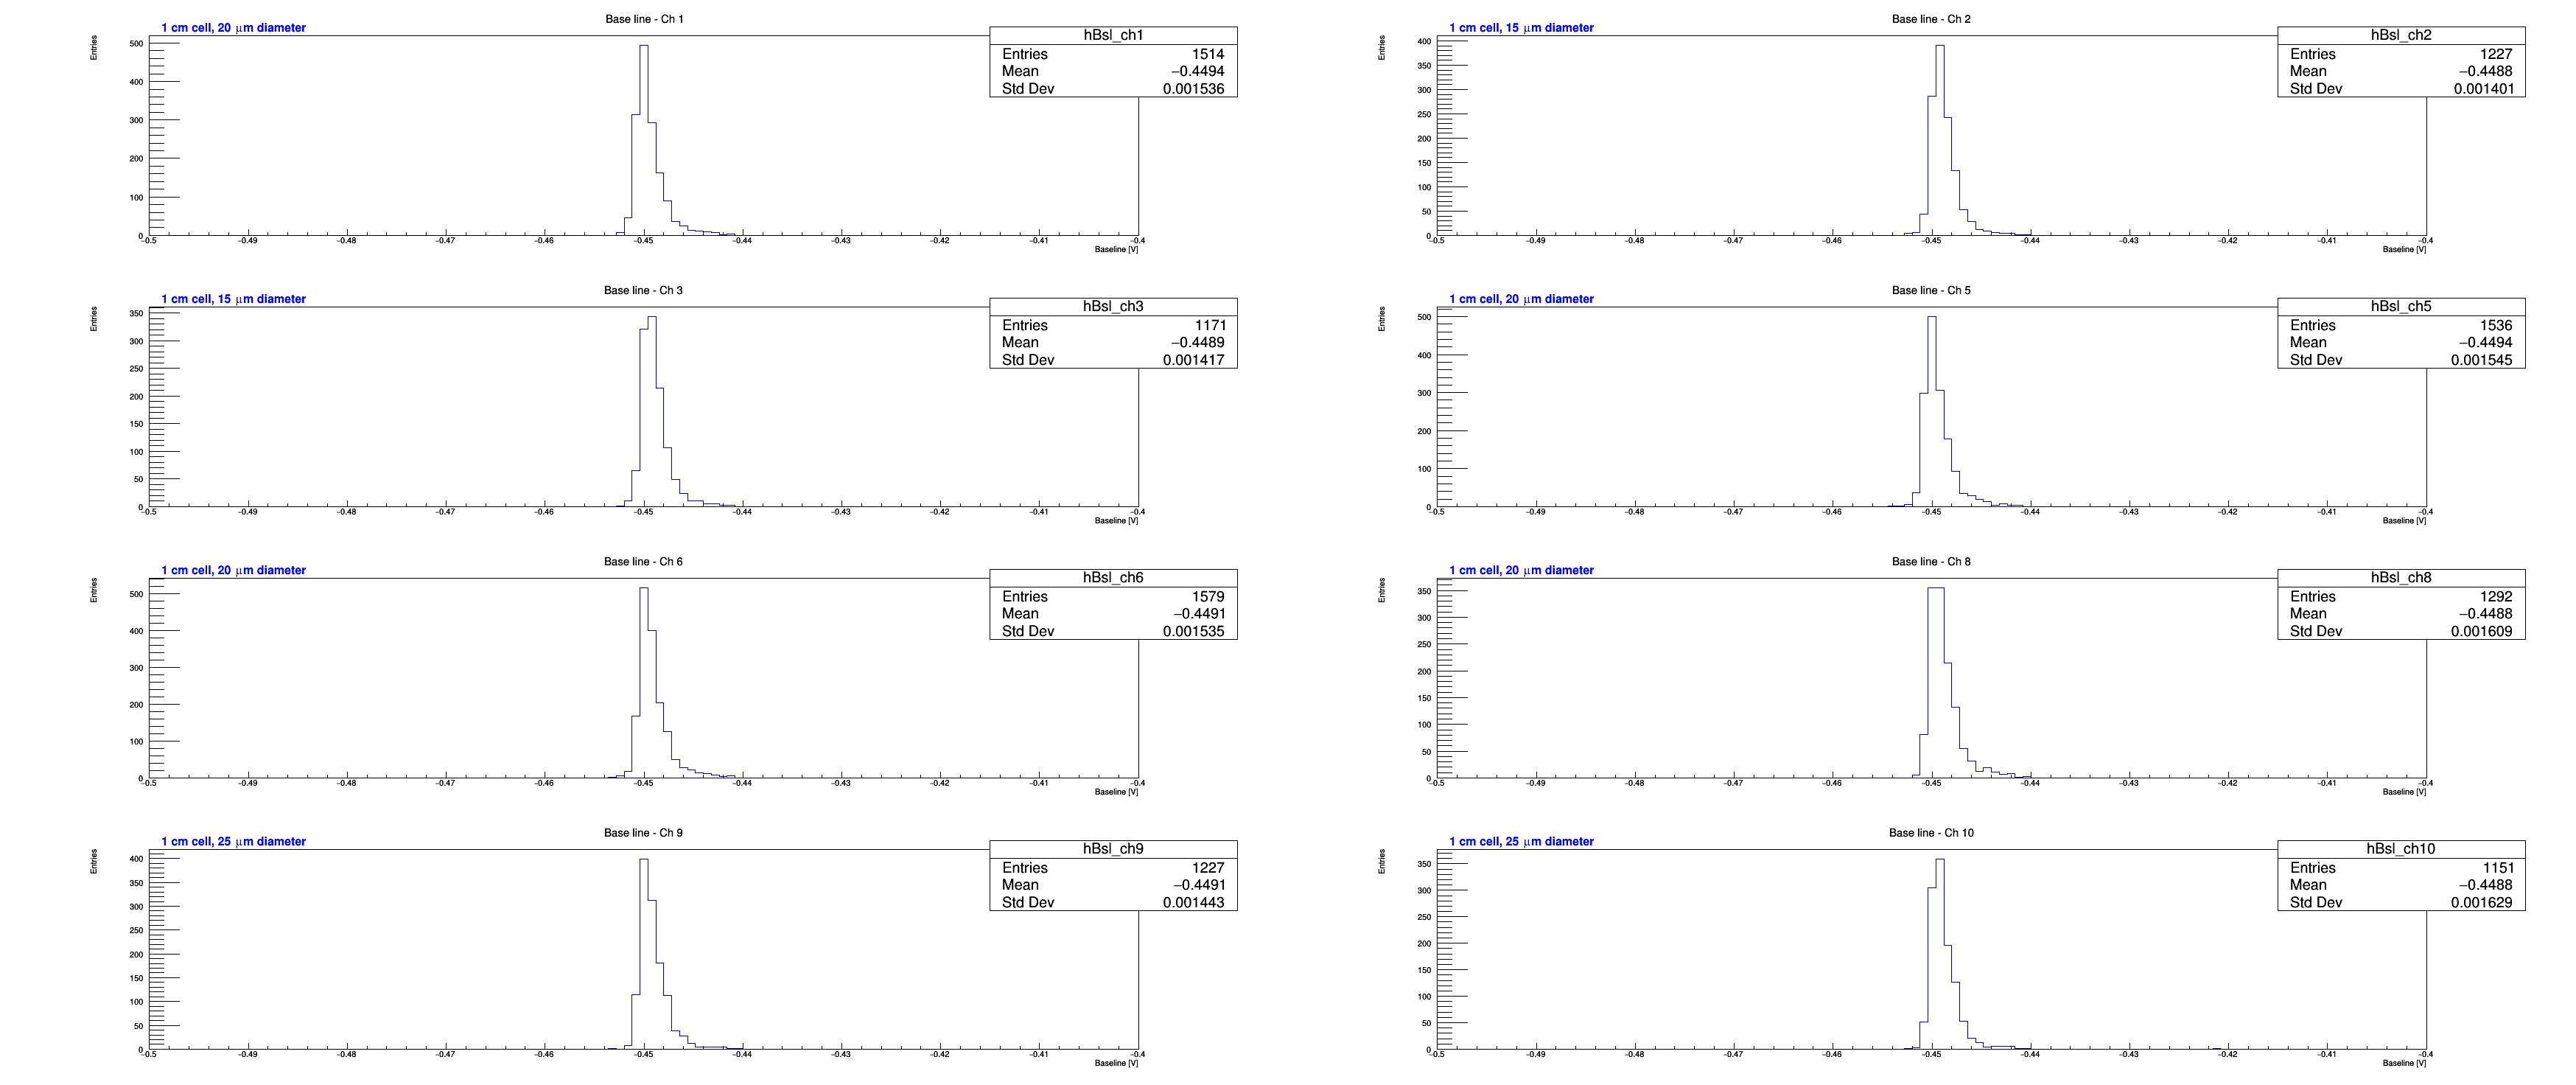 Base line - Ch 1
1 cm cell, 20 μm diameter
Entries
hBsl_ch1
Entries 1514
Mean −0.4494
Std Dev 0.001536
500
400
300
200
100
0
−0.5 −0.49 −0.48 −0.47 −0.46 −0.45 −0.44 −0.43 −0.42 −0.41 −0.4
Baseline [V]
Base line - Ch 2
1 cm cell, 15 μm diameter
Entries
hBsl_ch2
Entries 1227
Mean −0.4488
Std Dev 0.001401
400
350
300
250
200
150
100
50
0
−0.5 −0.49 −0.48 −0.47 −0.46 −0.45 −0.44 −0.43 −0.42 −0.41 −0.4
Baseline [V]
Base line - Ch 3
1 cm cell, 15 μm diameter
Entries
hBsl_ch3
Entries 1171
Mean −0.4489
Std Dev 0.001417
350
300
250
200
150
100
50
0
−0.5 −0.49 −0.48 −0.47 −0.46 −0.45 −0.44 −0.43 −0.42 −0.41 −0.4
Baseline [V]
Base line - Ch 5
1 cm cell, 20 μm diameter
Entries
hBsl_ch5
Entries 1536
Mean −0.4494
Std Dev 0.001545
500
400
300
200
100
0
−0.5 −0.49 −0.48 −0.47 −0.46 −0.45 −0.44 −0.43 −0.42 −0.41 −0.4
Baseline [V]
Base line - Ch 6
1 cm cell, 20 μm diameter
Entries
hBsl_ch6
Entries 1579
Mean −0.4491
Std Dev 0.001535
500
400
300
200
100
0
−0.5 −0.49 −0.48 −0.47 −0.46 −0.45 −0.44 −0.43 −0.42 −0.41 −0.4
Baseline [V]
Base line - Ch 8
1 cm cell, 20 μm diameter
Entries
hBsl_ch8
Entries 1292
Mean −0.4488
Std Dev 0.001609
350
300
250
200
150
100
50
0
−0.5 −0.49 −0.48 −0.47 −0.46 −0.45 −0.44 −0.43 −0.42 −0.41 −0.4
Baseline [V]
Base line - Ch 9
1 cm cell, 25 μm diameter
Entries
hBsl_ch9
Entries 1227
Mean −0.4491
Std Dev 0.001443
400
350
300
250
200
150
100
50
0
−0.5 −0.49 −0.48 −0.47 −0.46 −0.45 −0.44 −0.43 −0.42 −0.41 −0.4
Baseline [V]
Base line - Ch 10
1 cm cell, 25 μm diameter
Entries
hBsl_ch10
Entries 1151
Mean −0.4488
Std Dev 0.001629
350
300
250
200
150
100
50
0
−0.5 −0.49 −0.48 −0.47 −0.46 −0.45 −0.44 −0.43 −0.42 −0.41 −0.4
Baseline [V]